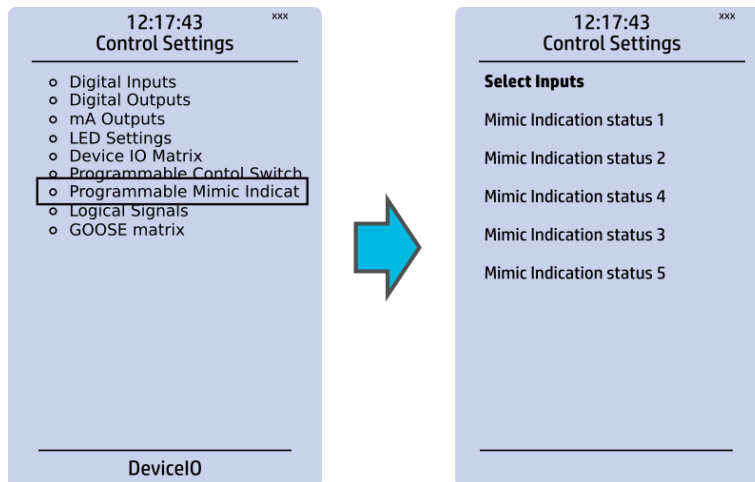 12:17:43
xxx
Control Settings
Digital Inputs
Digital Outputs
mA Outputs
LED Settings
Device IO Matrix
Programmable Contol Switch
Programmable Mimic Indicat
Logical Signals
GOOSE matrix
DeviceIO
12:17:43
xxx
Control Settings
Select Inputs
Mimic Indication status 1
Mimic Indication status 2
Mimic Indication status 4
Mimic Indication status 3
Mimic Indication status 5